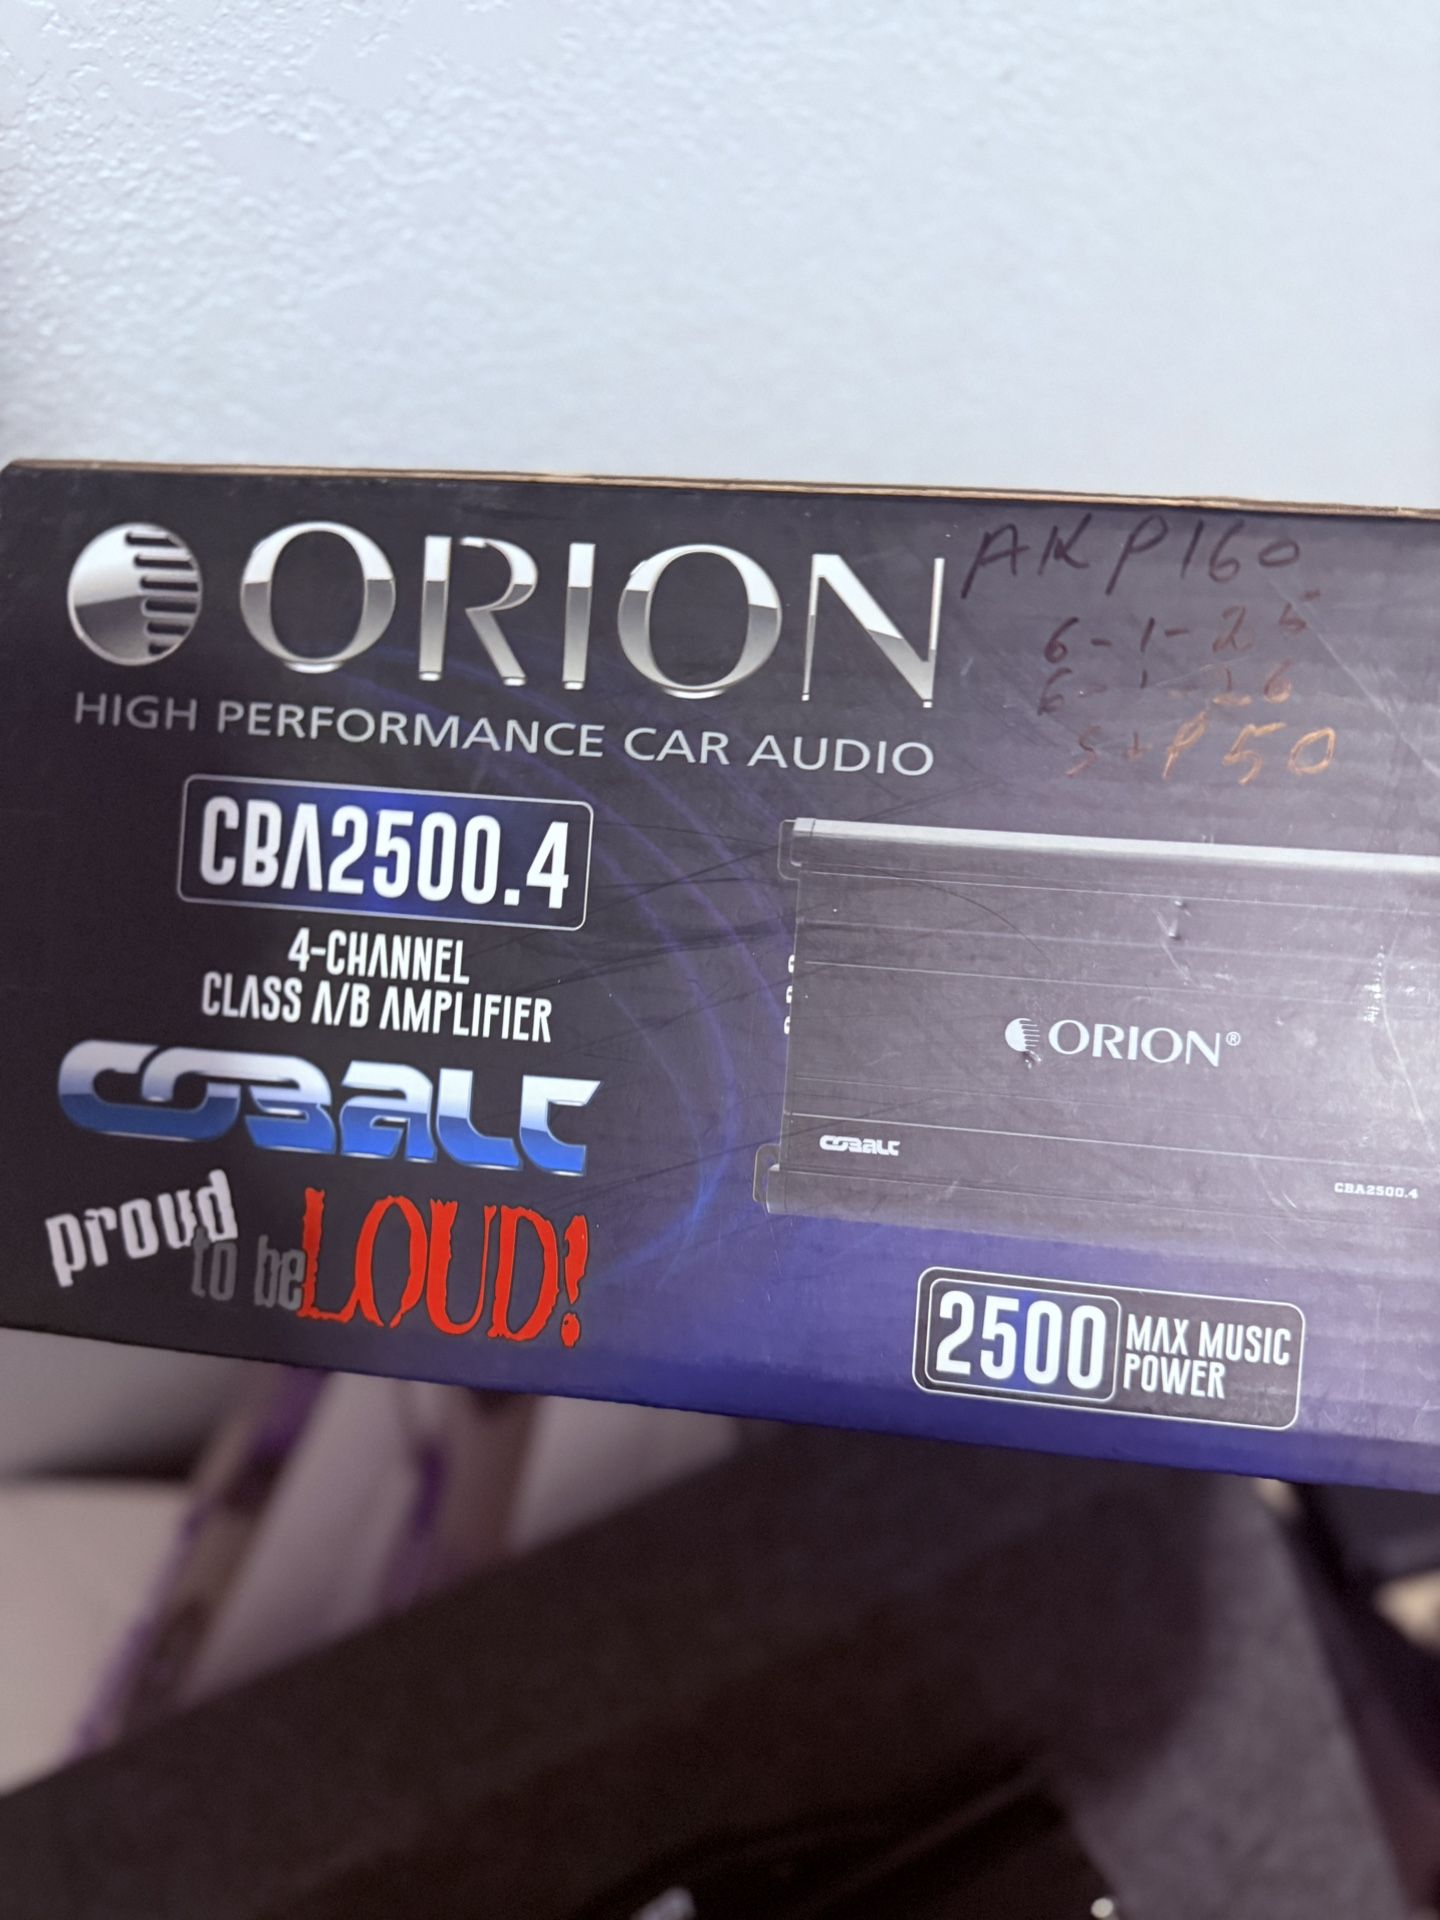 ORION
HIGH PERFORMANCE CAR AUDIO
AKP160
6-1-25
6-1-26
S+P50
CBA2500.4
4-CHANNEL
CLASS A/B AMPLIFIER
COBALT
proud
to be LOUD!
ORION®
COBALT
CBA2500.4
2500 MAX MUSIC
POWER